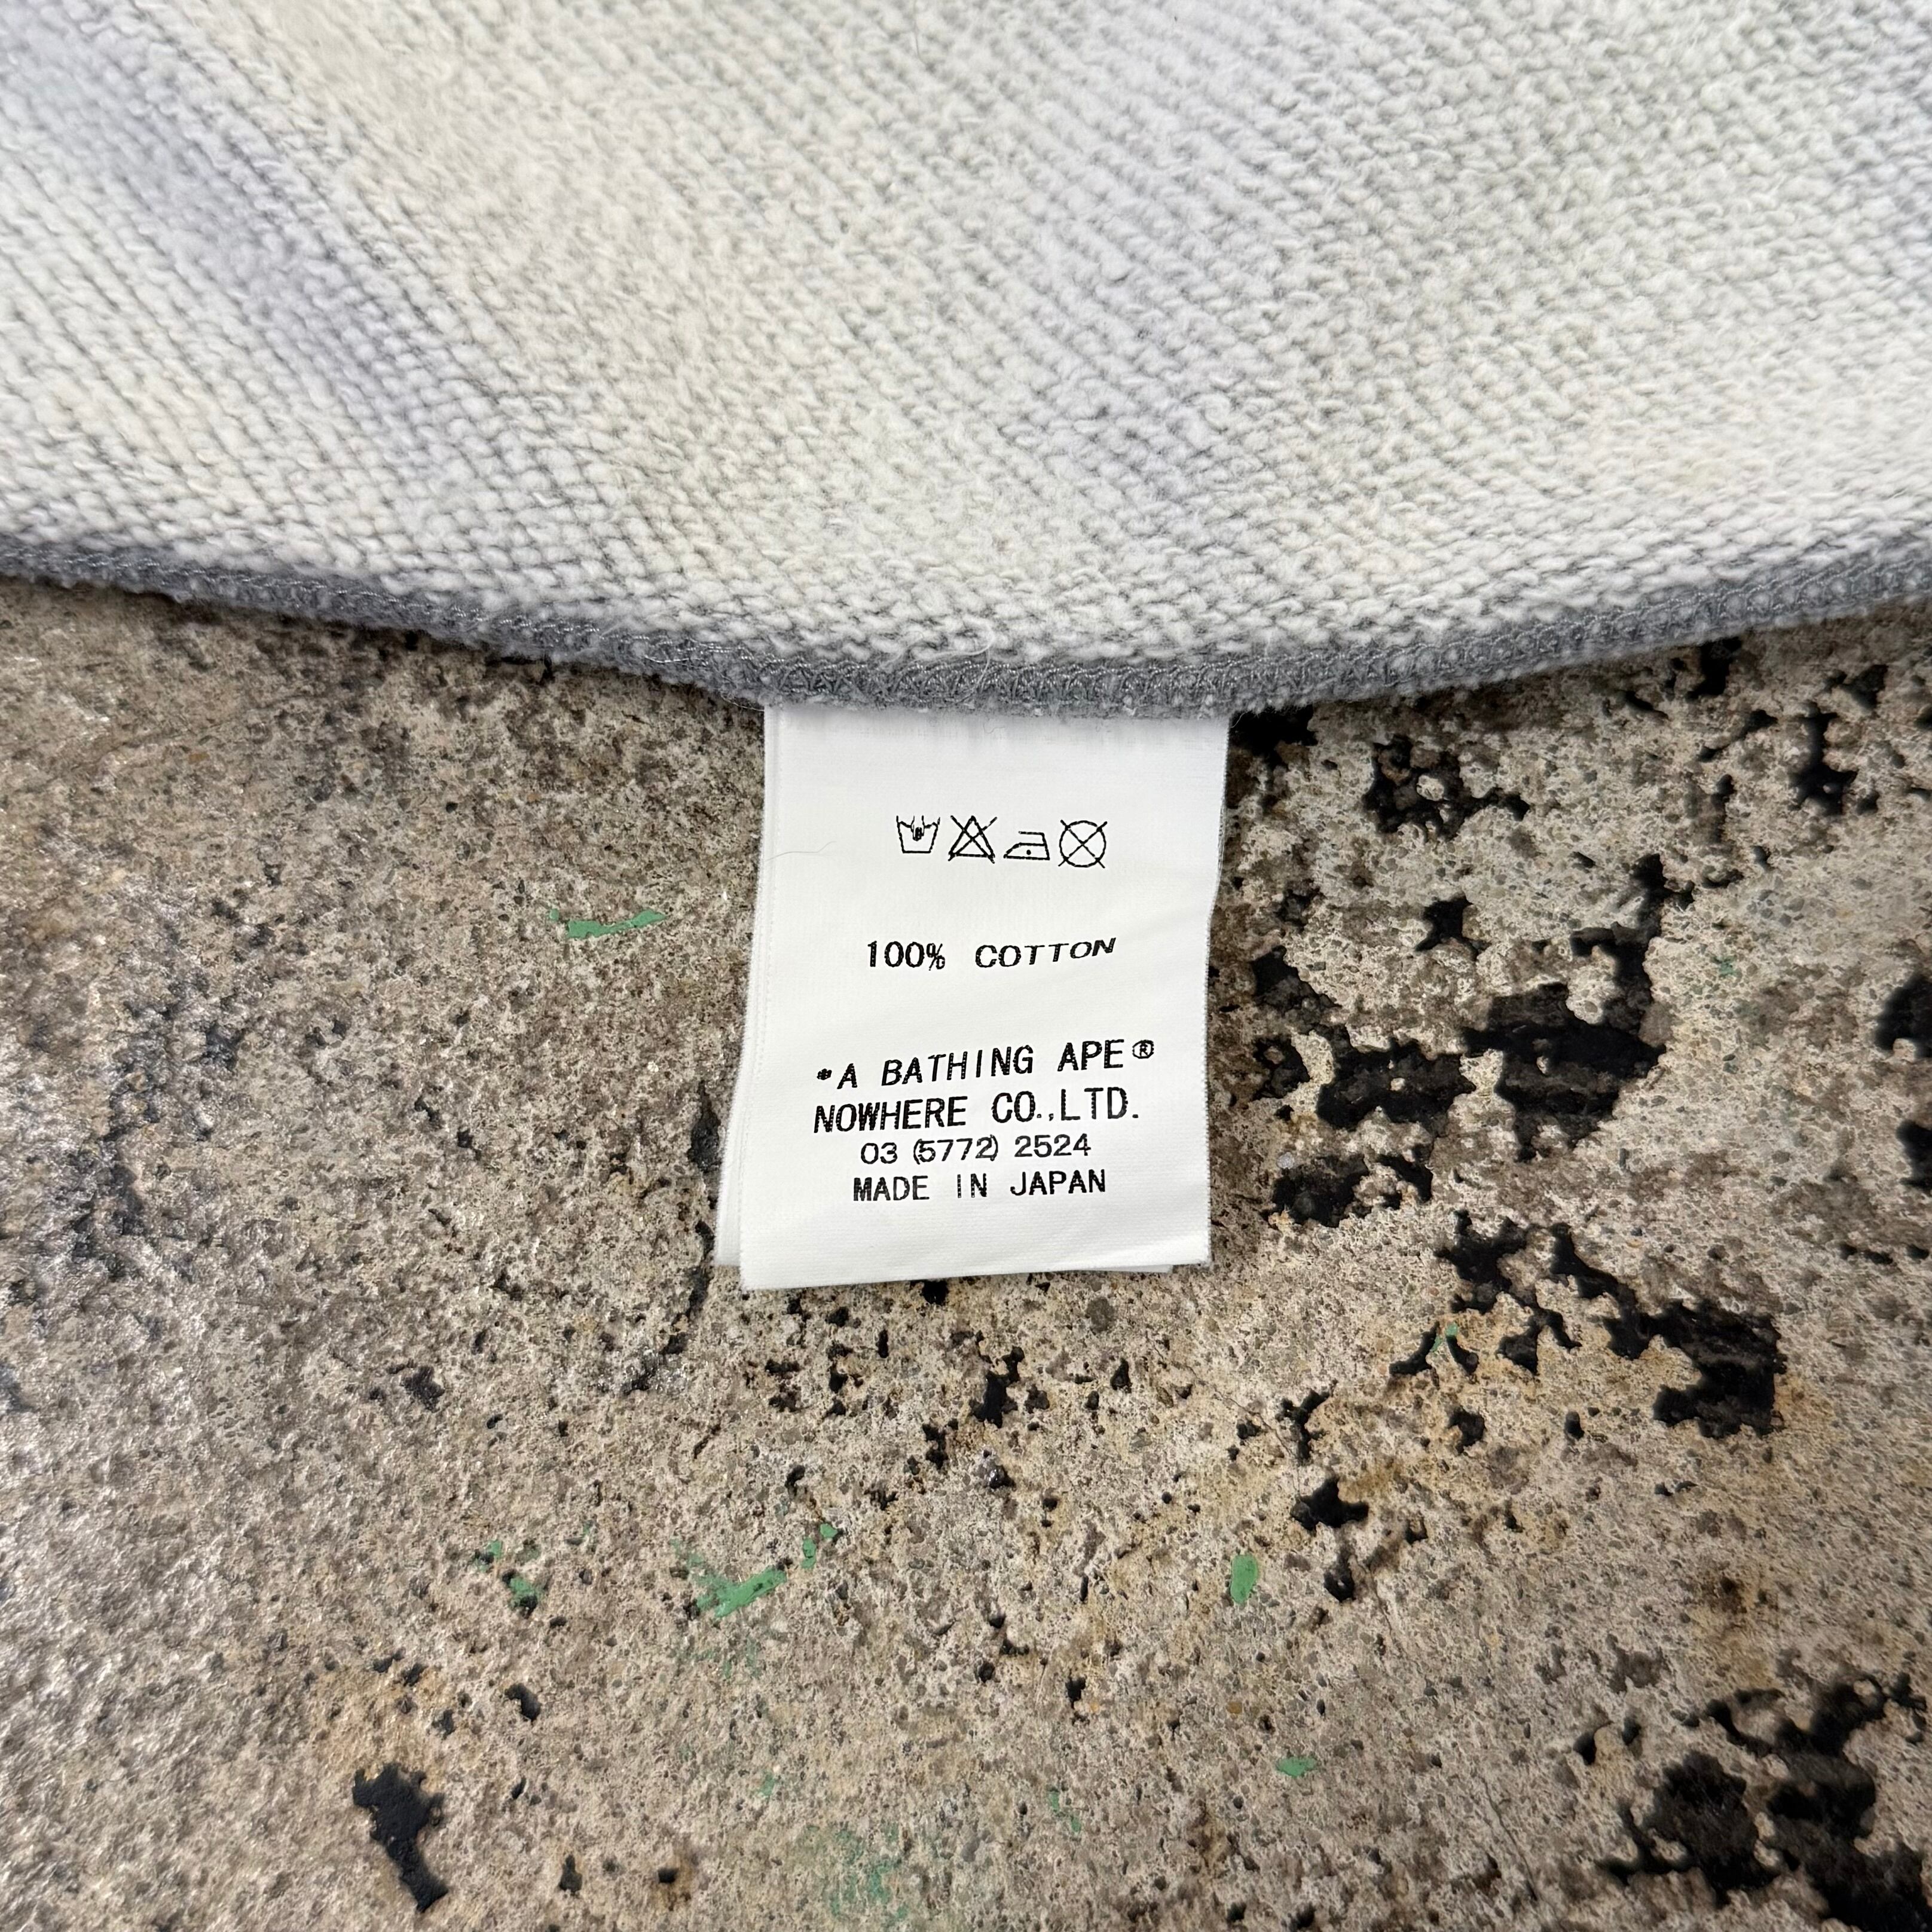 100% COTTON
*A BATHING APE®
NOWHERE CO.,LTD.
03 (5772) 2524
MADE IN JAPAN